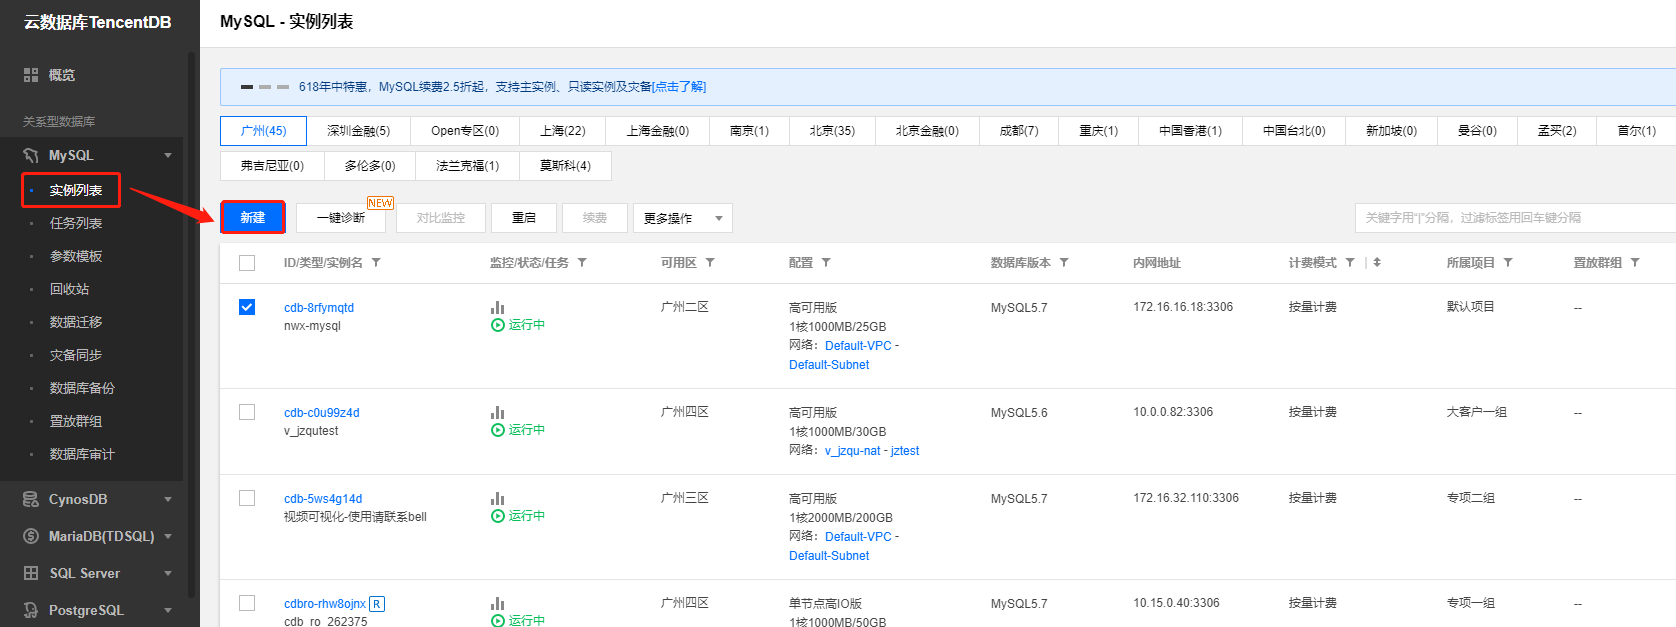 云数据库TencentDB
概览
关系型数据库
MySQL
实例列表
任务列表
参数模板
回收站
数据迁移
灾备同步
数据库备份
置放群组
数据库审计
CynosDB
MariaDB(TDSQL)
SQL Server
PostgreSQL
MySQL - 实例列表
618年中特惠，MySQL续费2.5折起，支持主实例、只读实例及灾备[点击了解]
广州(45) 深圳金融(5) Open专区(0) 上海(22) 上海金融(0) 南京(1) 北京(35) 北京金融(0) 成都(7) 重庆(1) 中国香港(1) 中国台北(0) 新加坡(0) 曼谷(0) 孟买(2) 首尔(1)
弗吉尼亚(0) 多伦多(0) 法兰克福(1) 莫斯科(4)
新建 一键诊断 NEW 对比监控 重启 续费 更多操作 关键字用“|”分隔，过滤标签用回车键分隔
ID/类型/实例名 监控/状态/任务 可用区 配置 数据库版本 内网地址 计费模式 所属项目 置放群组
cdb-8rfymqtd 广州二区 高可用版 MySQL5.7 172.16.16.18:3306 按量计费 默认项目 --
nwx-mysql 运行中 1核1000MB/25GB
网络：Default-VPC -
Default-Subnet
cdb-c0u99z4d 广州四区 高可用版 MySQL5.6 10.0.0.82:3306 按量计费 大客户一组 --
v_jzqutest 运行中 1核1000MB/30GB
网络：v_jzqu-nat - jztest
cdb-5ws4g14d 广州三区 高可用版 MySQL5.7 172.16.32.110:3306 按量计费 专项二组 --
视频可视化-使用请联系bell 运行中 1核2000MB/200GB
网络：Default-VPC -
Default-Subnet
cdbro-rhw8ojnx R 广州四区 单节点高IO版 MySQL5.7 10.15.0.40:3306 按量计费 专项一组 --
cdb_ro_262375 运行中 1核1000MB/50GB